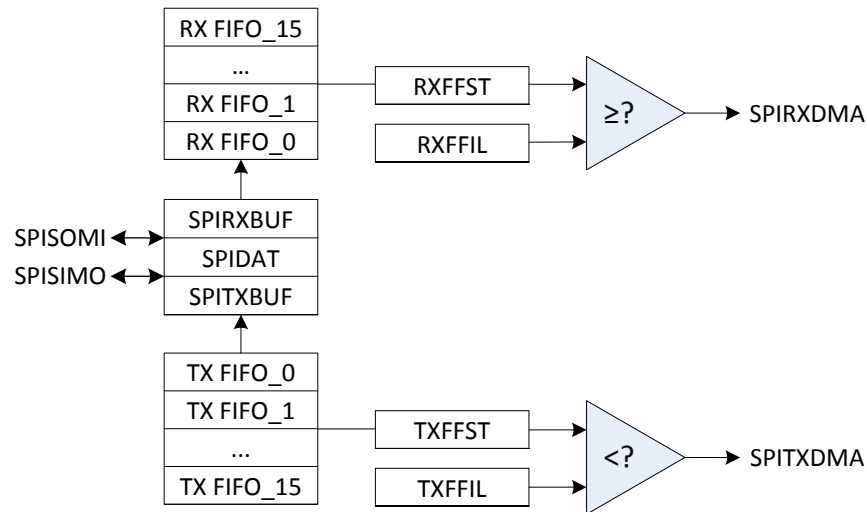 RX FIFO_15
...
RX FIFO_1
RX FIFO_0
RXFFST
RXFFIL
≥?
SPIRXDMA
SPISOMI
SPISIMO
SPIRXBUF
SPIDAT
SPITXBUF
TX FIFO_0
TX FIFO_1
...
TX FIFO_15
TXFFST
TXFFIL
<?
SPITXDMA